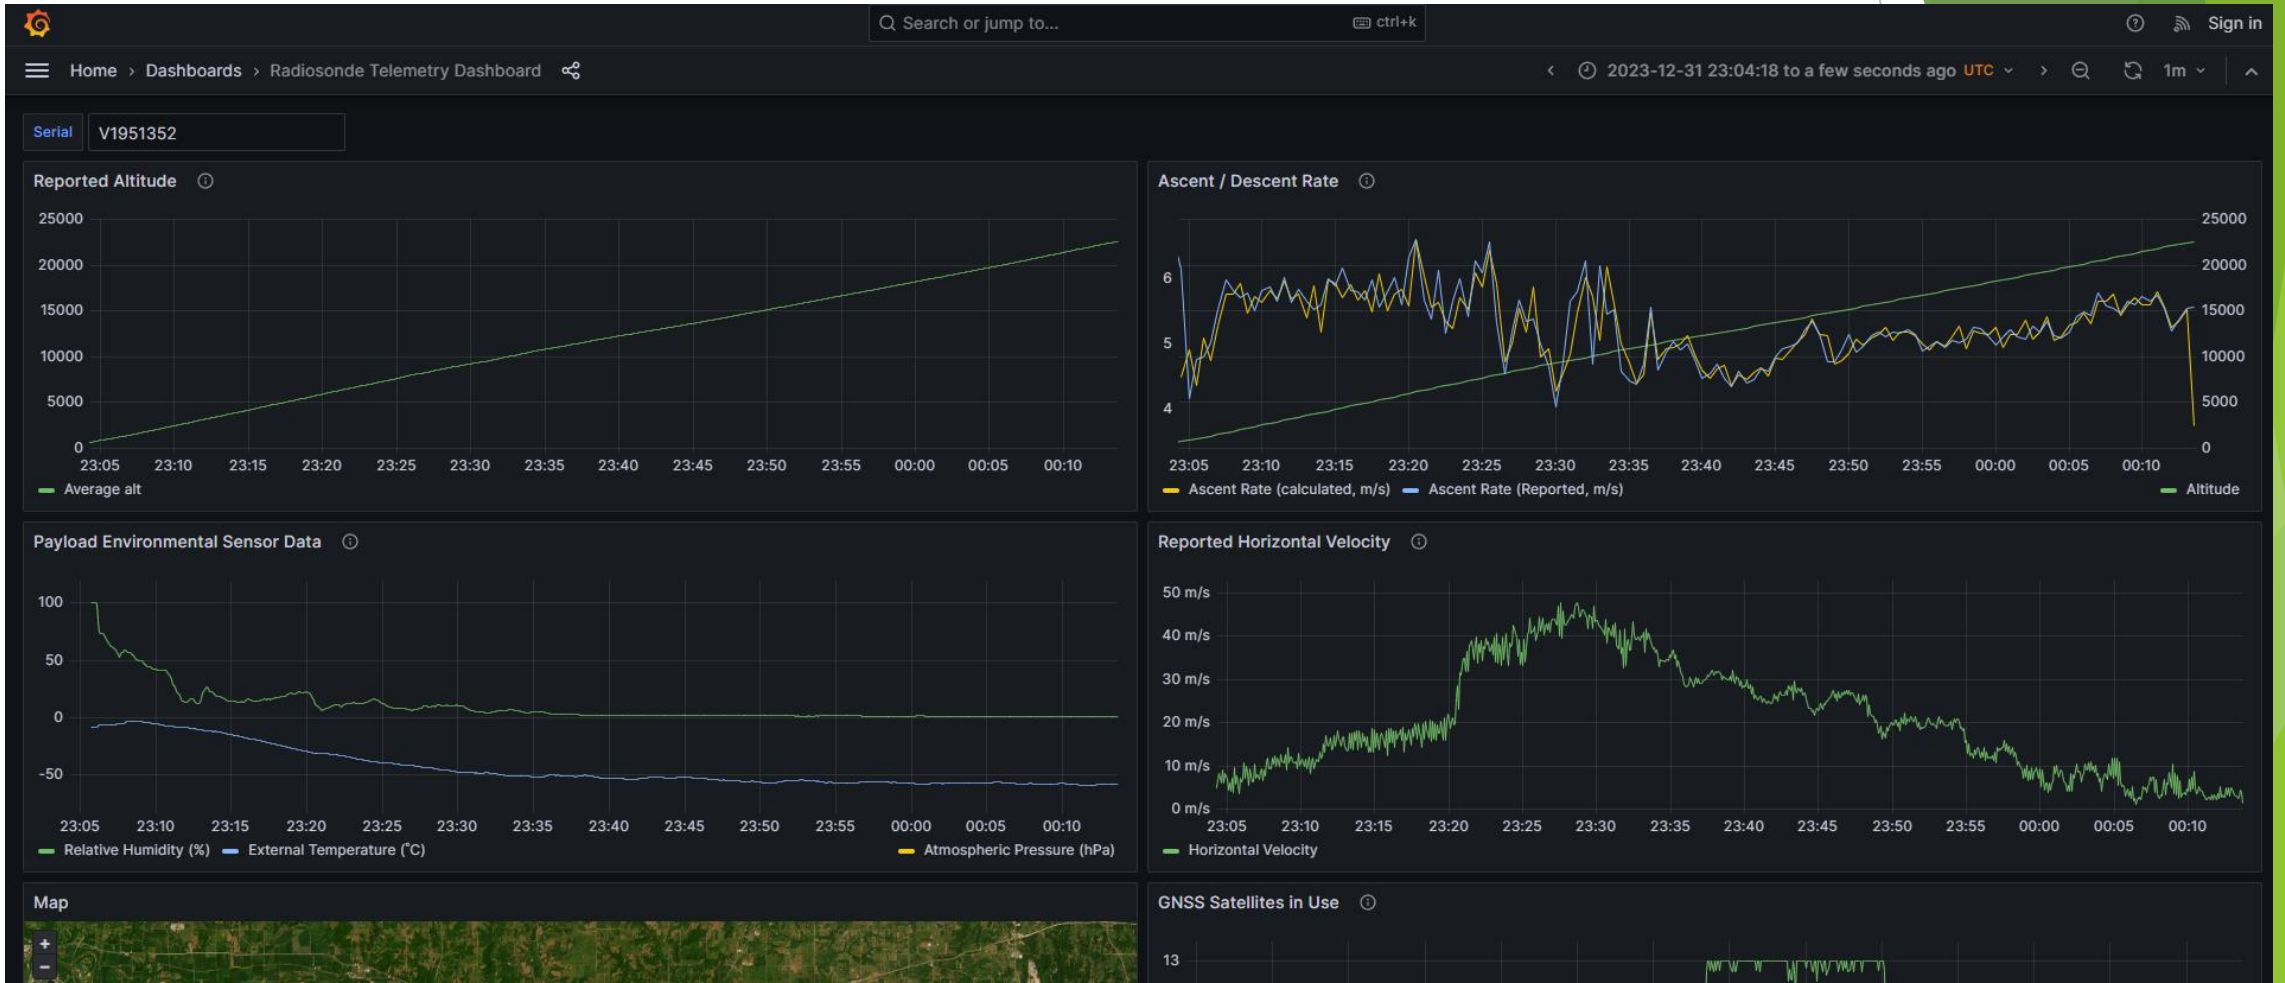 Search or jump to... ctrl+k Sign in
Home › Dashboards › Radiosonde Telemetry Dashboard
‹ 2023-12-31 23:04:18 to a few seconds ago UTC › 1m
Serial V1951352
Reported Altitude
25000
20000
15000
10000
5000
0
23:05 23:10 23:15 23:20 23:25 23:30 23:35 23:40 23:45 23:50 23:55 00:00 00:05 00:10
Average alt
Ascent / Descent Rate
6
5
4
25000
20000
15000
10000
5000
0
23:05 23:10 23:15 23:20 23:25 23:30 23:35 23:40 23:45 23:50 23:55 00:00 00:05 00:10
Ascent Rate (calculated, m/s) Ascent Rate (Reported, m/s) Altitude
Payload Environmental Sensor Data
100
50
0
-50
23:05 23:10 23:15 23:20 23:25 23:30 23:35 23:40 23:45 23:50 23:55 00:00 00:05 00:10
Relative Humidity (%) External Temperature (˚C) Atmospheric Pressure (hPa)
Reported Horizontal Velocity
50 m/s
40 m/s
30 m/s
20 m/s
10 m/s
0 m/s
23:05 23:10 23:15 23:20 23:25 23:30 23:35 23:40 23:45 23:50 23:55 00:00 00:05 00:10
Horizontal Velocity
Map
+
−
GNSS Satellites in Use
13